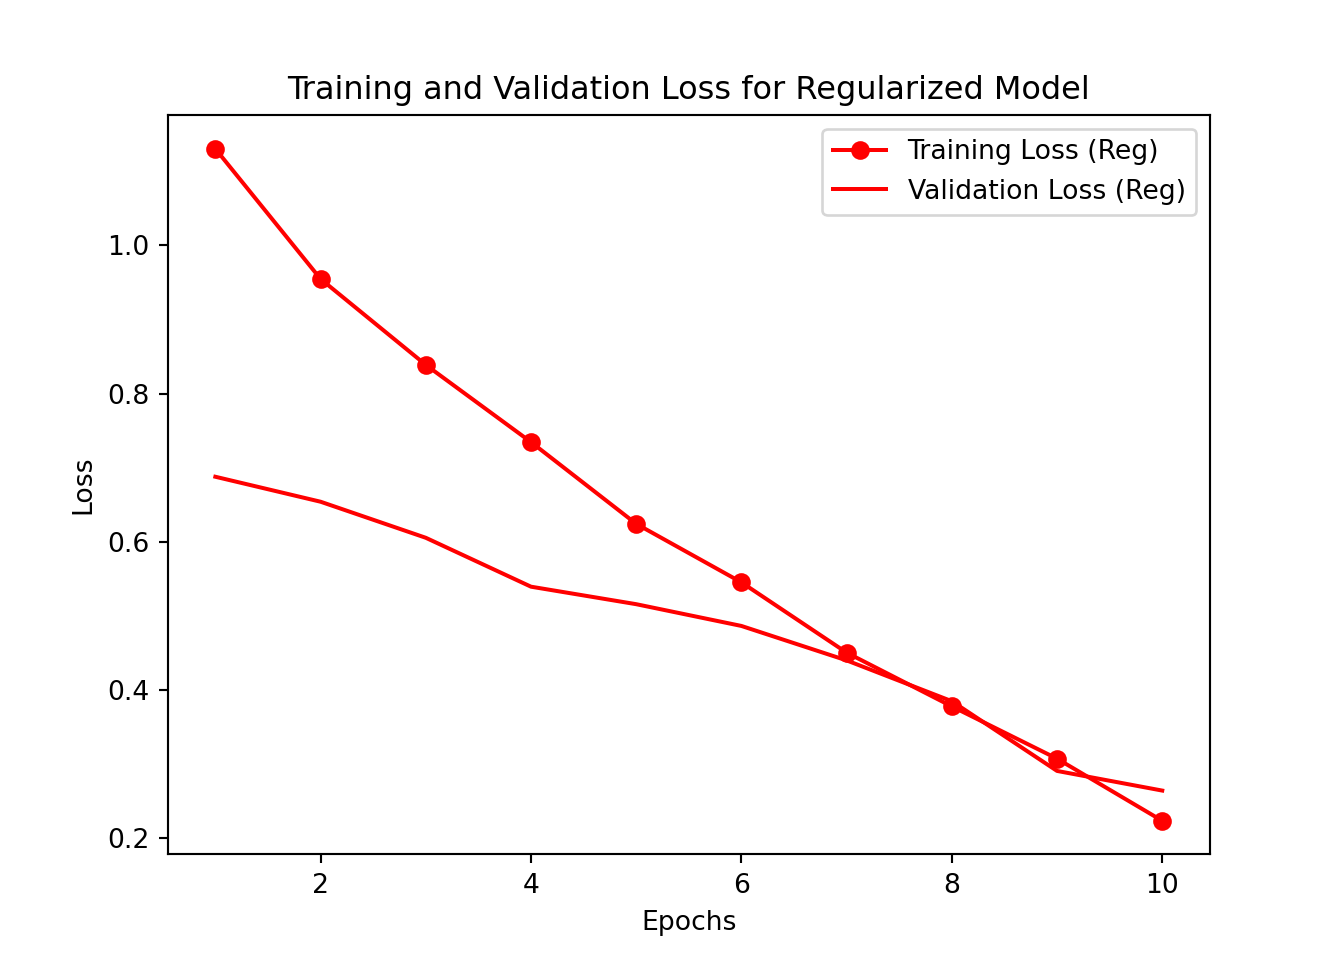 Training and Validation Loss for Regularized Model
Training Loss (Reg)
Validation Loss (Reg)
1.0
0.8
0.6
0.4
0.2
Loss
2 4 6 8 10
Epochs